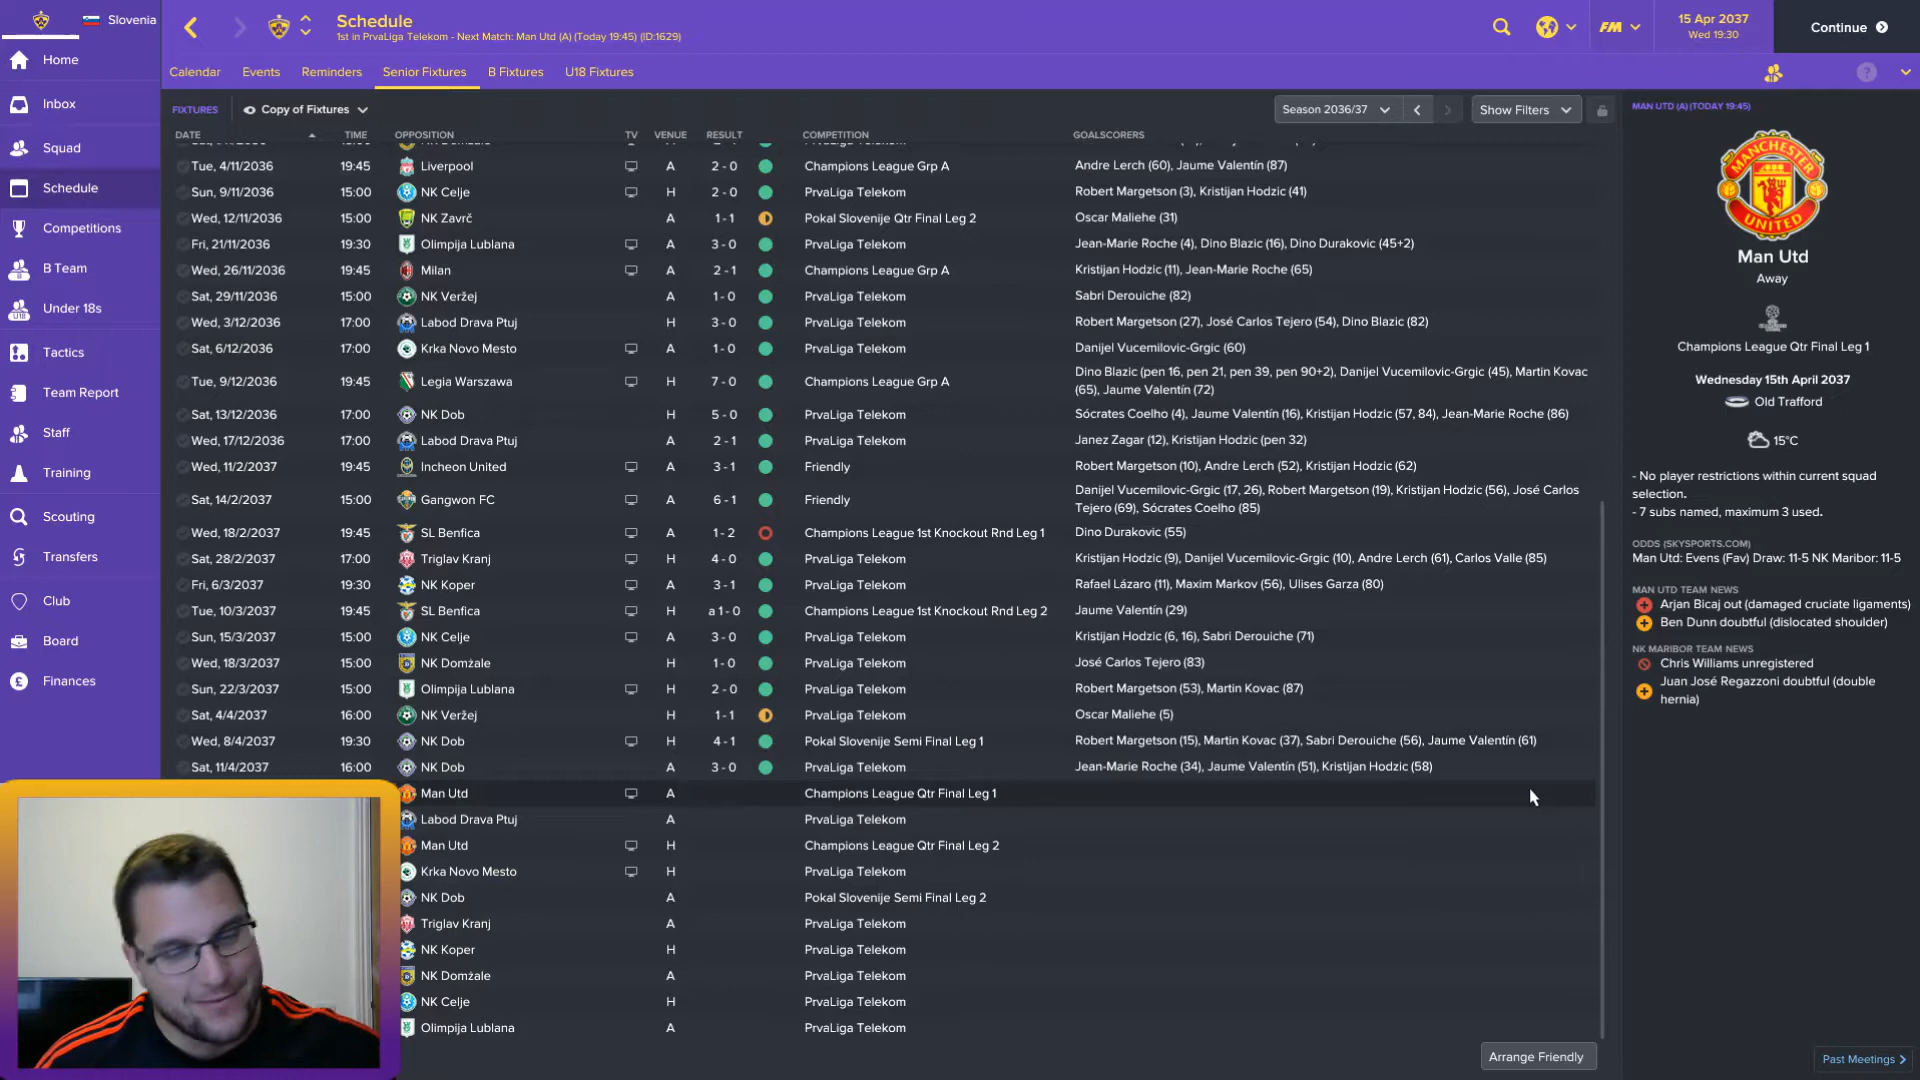 Slovenia
Schedule
1st in PrvaLiga Telekom - Next Match: Man Utd (A) (Today 19:45) (ID:1629)
FM
15 Apr 2037
Wed 19:30
Continue
Home
Inbox
Squad
Schedule
Competitions
B Team
Under 18s
Tactics
Team Report
Staff
Training
Scouting
Transfers
Club
Board
Finances
Calendar Events Reminders Senior Fixtures B Fixtures U18 Fixtures
FIXTURES Copy of Fixtures Season 2036/37 Show Filters
DATE TIME OPPOSITION TV VENUE RESULT COMPETITION GOALSCORERS
Tue, 4/11/2036 19:45 Liverpool A 2 - 0 Champions League Grp A Andre Lerch (60), Jaume Valentín (87)
Sun, 9/11/2036 15:00 NK Celje H 2 - 0 PrvaLiga Telekom Robert Margetson (3), Kristijan Hodzic (41)
Wed, 12/11/2036 15:00 NK Zavrč A 1 - 1 Pokal Slovenije Qtr Final Leg 2 Oscar Maliehe (31)
Fri, 21/11/2036 19:30 Olimpija Lublana A 3 - 0 PrvaLiga Telekom Jean-Marie Roche (4), Dino Blazic (16), Dino Durakovic (45+2)
Wed, 26/11/2036 19:45 Milan A 2 - 1 Champions League Grp A Kristijan Hodzic (11), Jean-Marie Roche (65)
Sat, 29/11/2036 15:00 NK Veržej A 1 - 0 PrvaLiga Telekom Sabri Derouiche (82)
Wed, 3/12/2036 17:00 Labod Drava Ptuj H 3 - 0 PrvaLiga Telekom Robert Margetson (27), José Carlos Tejero (54), Dino Blazic (82)
Sat, 6/12/2036 17:00 Krka Novo Mesto A 1 - 0 PrvaLiga Telekom Danijel Vucemilovic-Grgic (60)
Tue, 9/12/2036 19:45 Legia Warszawa H 7 - 0 Champions League Grp A Dino Blazic (pen 16, pen 21, pen 39, pen 90+2), Danijel Vucemilovic-Grgic (45), Martin Kovac
(65), Jaume Valentín (72)
Sat, 13/12/2036 17:00 NK Dob H 5 - 0 PrvaLiga Telekom Sócrates Coelho (4), Jaume Valentín (16), Kristijan Hodzic (57, 84), Jean-Marie Roche (86)
Wed, 17/12/2036 17:00 Labod Drava Ptuj A 2 - 1 PrvaLiga Telekom Janez Zagar (12), Kristijan Hodzic (pen 32)
Wed, 11/2/2037 19:45 Incheon United A 3 - 1 Friendly Robert Margetson (10), Andre Lerch (52), Kristijan Hodzic (62)
Sat, 14/2/2037 15:00 Gangwon FC A 6 - 1 Friendly Danijel Vucemilovic-Grgic (17, 26), Robert Margetson (19), Kristijan Hodzic (56), José Carlos
Tejero (69), Sócrates Coelho (85)
Wed, 18/2/2037 19:45 SL Benfica A 1 - 2 Champions League 1st Knockout Rnd Leg 1 Dino Durakovic (55)
Sat, 28/2/2037 17:00 Triglav Kranj H 4 - 0 PrvaLiga Telekom Kristijan Hodzic (9), Danijel Vucemilovic-Grgic (10), Andre Lerch (61), Carlos Valle (85)
Fri, 6/3/2037 19:30 NK Koper A 3 - 1 PrvaLiga Telekom Rafael Lázaro (11), Maxim Markov (56), Ulises Garza (80)
Tue, 10/3/2037 19:45 SL Benfica H a 1 - 0 Champions League 1st Knockout Rnd Leg 2 Jaume Valentín (29)
Sun, 15/3/2037 15:00 NK Celje A 3 - 0 PrvaLiga Telekom Kristijan Hodzic (6, 16), Sabri Derouiche (71)
Wed, 18/3/2037 15:00 NK Domżale H 1 - 0 PrvaLiga Telekom José Carlos Tejero (83)
Sun, 22/3/2037 15:00 Olimpija Lublana H 2 - 0 PrvaLiga Telekom Robert Margetson (53), Martin Kovac (87)
Sat, 4/4/2037 16:00 NK Veržej H 1 - 1 PrvaLiga Telekom Oscar Maliehe (5)
Wed, 8/4/2037 19:30 NK Dob H 4 - 1 Pokal Slovenije Semi Final Leg 1 Robert Margetson (15), Martin Kovac (37), Sabri Derouiche (56), Jaume Valentín (61)
Sat, 11/4/2037 16:00 NK Dob A 3 - 0 PrvaLiga Telekom Jean-Marie Roche (34), Jaume Valentín (51), Kristijan Hodzic (58)
Man Utd A Champions League Qtr Final Leg 1
Labod Drava Ptuj A PrvaLiga Telekom
Man Utd H Champions League Qtr Final Leg 2
Krka Novo Mesto H PrvaLiga Telekom
NK Dob A Pokal Slovenije Semi Final Leg 2
Triglav Kranj A PrvaLiga Telekom
NK Koper H PrvaLiga Telekom
NK Domżale A PrvaLiga Telekom
NK Celje H PrvaLiga Telekom
Olimpija Lublana A PrvaLiga Telekom
Arrange Friendly
MAN UTD (A) (TODAY 19:45)
MANCHESTER
UNITED
Man Utd
Away
Champions League Qtr Final Leg 1
Wednesday 15th April 2037
Old Trafford
15°C
- No player restrictions within current squad
selection.
- 7 subs named, maximum 3 used.
ODDS (SKYSPORTS.COM)
Man Utd: Evens (Fav) Draw: 11-5 NK Maribor: 11-5
MAN UTD TEAM NEWS
Arjan Bicaj out (damaged cruciate ligaments)
Ben Dunn doubtful (dislocated shoulder)
NK MARIBOR TEAM NEWS
Chris Williams unregistered
Juan José Regazzoni doubtful (double
hernia)
Past Meetings